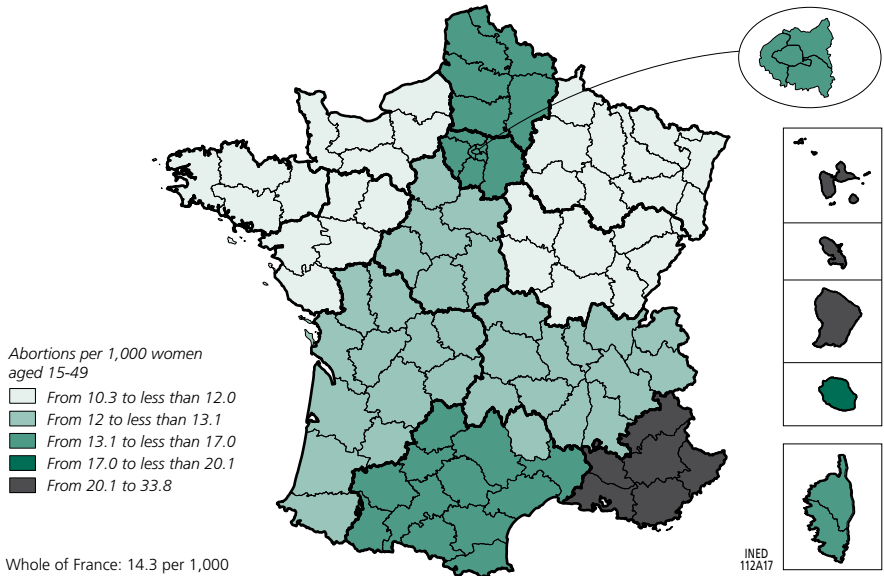 Abortions per 1,000 women
aged 15-49
From 10.3 to less than 12.0
From 12 to less than 13.1
From 13.1 to less than 17.0
From 17.0 to less than 20.1
From 20.1 to 33.8
Whole of France: 14.3 per 1,000
INED
112A17